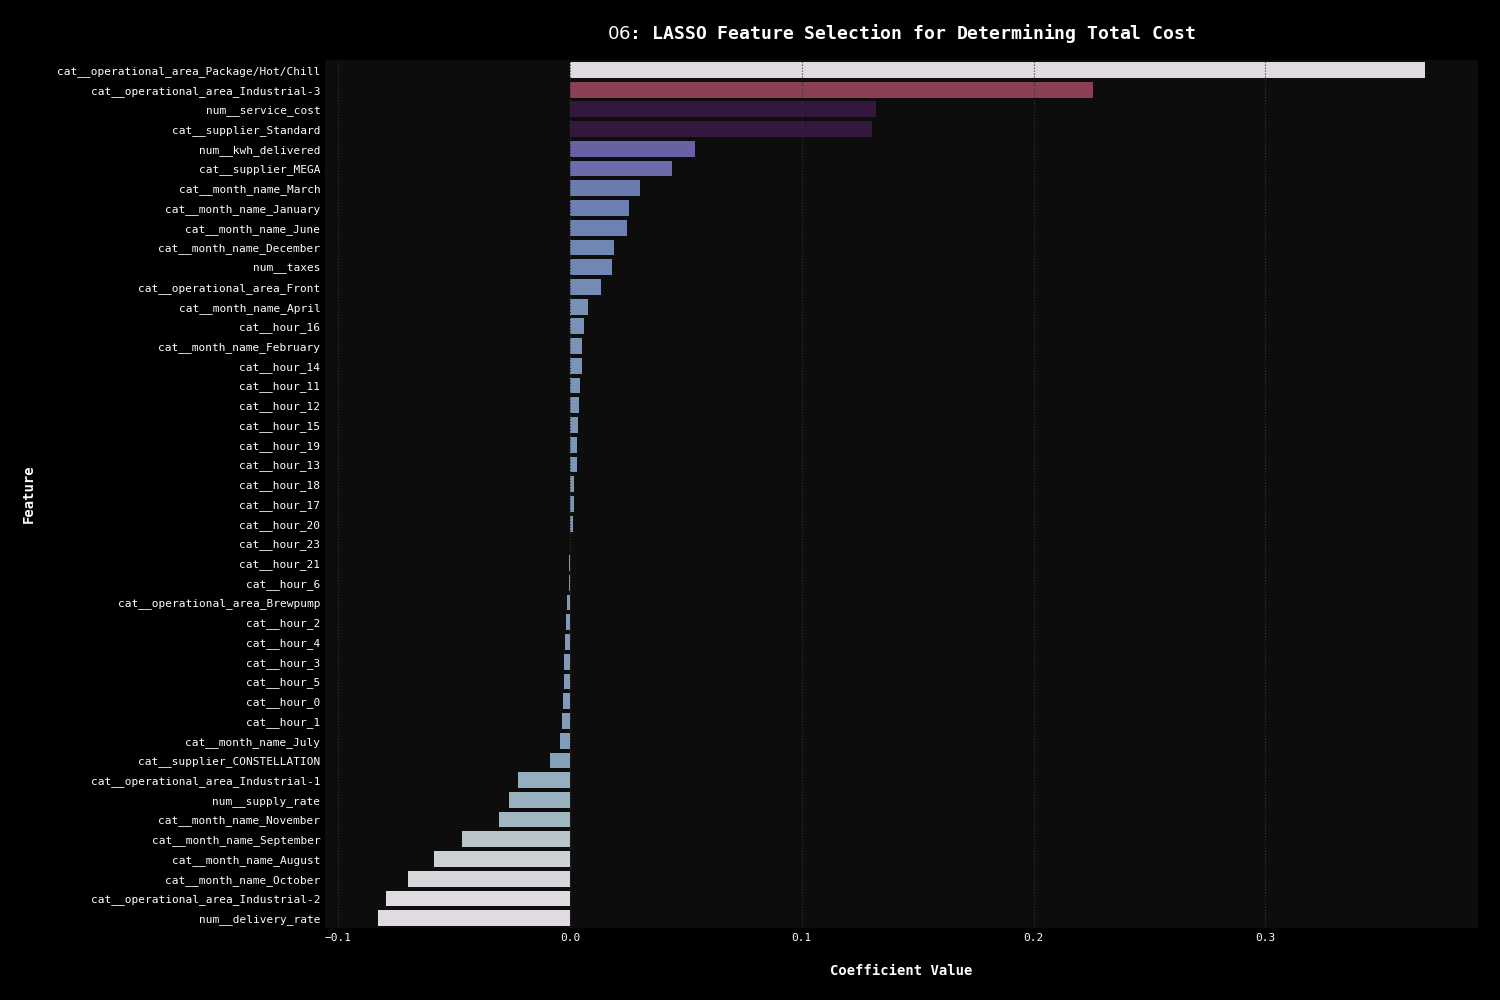 06: LASSO Feature Selection for Determining Total Cost
cat__operational_area_Package/Hot/Chill
cat__operational_area_Industrial-3
num__service_cost
cat__supplier_Standard
num__kwh_delivered
cat__supplier_MEGA
cat__month_name_March
cat__month_name_January
cat__month_name_June
cat__month_name_December
num__taxes
cat__operational_area_Front
cat__month_name_April
cat__hour_16
cat__month_name_February
cat__hour_14
cat__hour_11
cat__hour_12
cat__hour_15
cat__hour_19
cat__hour_13
cat__hour_18
cat__hour_17
cat__hour_20
cat__hour_23
cat__hour_21
cat__hour_6
cat__operational_area_Brewpump
cat__hour_2
cat__hour_4
cat__hour_3
cat__hour_5
cat__hour_0
cat__hour_1
cat__month_name_July
cat__supplier_CONSTELLATION
cat__operational_area_Industrial-1
num__supply_rate
cat__month_name_November
cat__month_name_September
cat__month_name_August
cat__month_name_October
cat__operational_area_Industrial-2
num__delivery_rate
Feature
−0.1 0.0 0.1 0.2 0.3
Coefficient Value